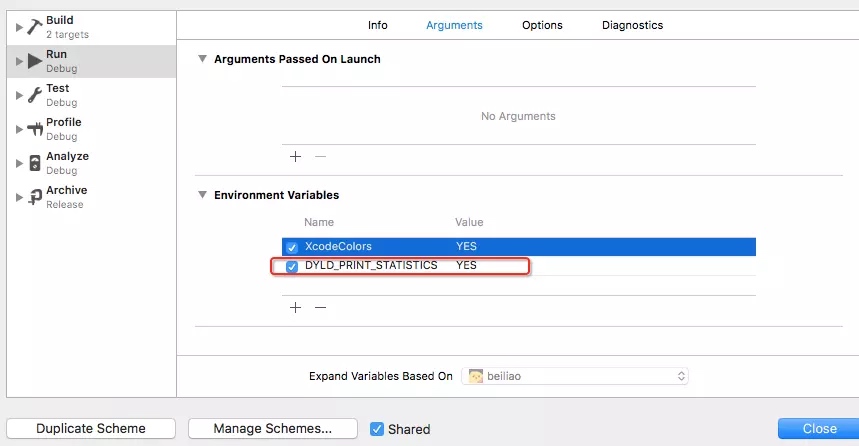 Build
2 targets
Run
Debug
Test
Debug
Profile
Debug
Analyze
Debug
Archive
Release
Info Arguments Options Diagnostics
Arguments Passed On Launch
No Arguments
Environment Variables
Name Value
XcodeColors YES
DYLD_PRINT_STATISTICS YES
Expand Variables Based On beiliao
Duplicate Scheme Manage Schemes... Shared Close